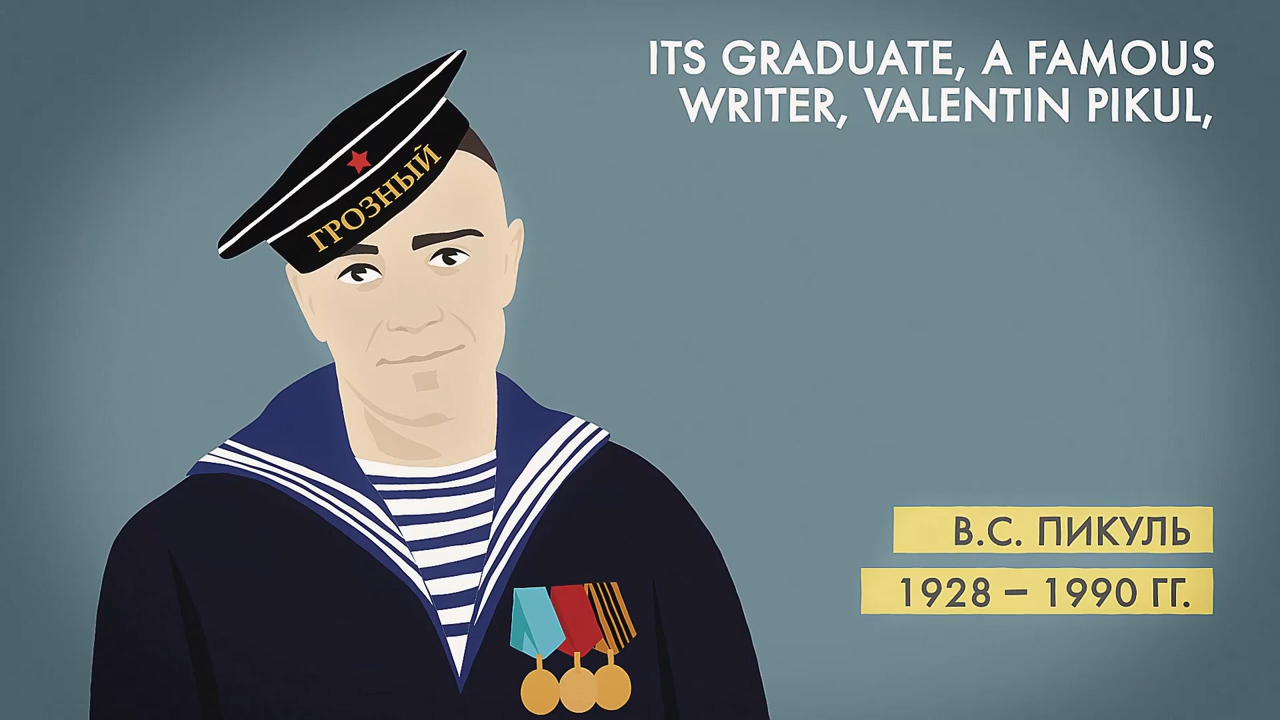 ITS GRADUATE, A FAMOUS
WRITER, VALENTIN PIKUL,
ГРОЗНЫЙ
В.С. ПИКУЛЬ
1928 – 1990 ГГ.